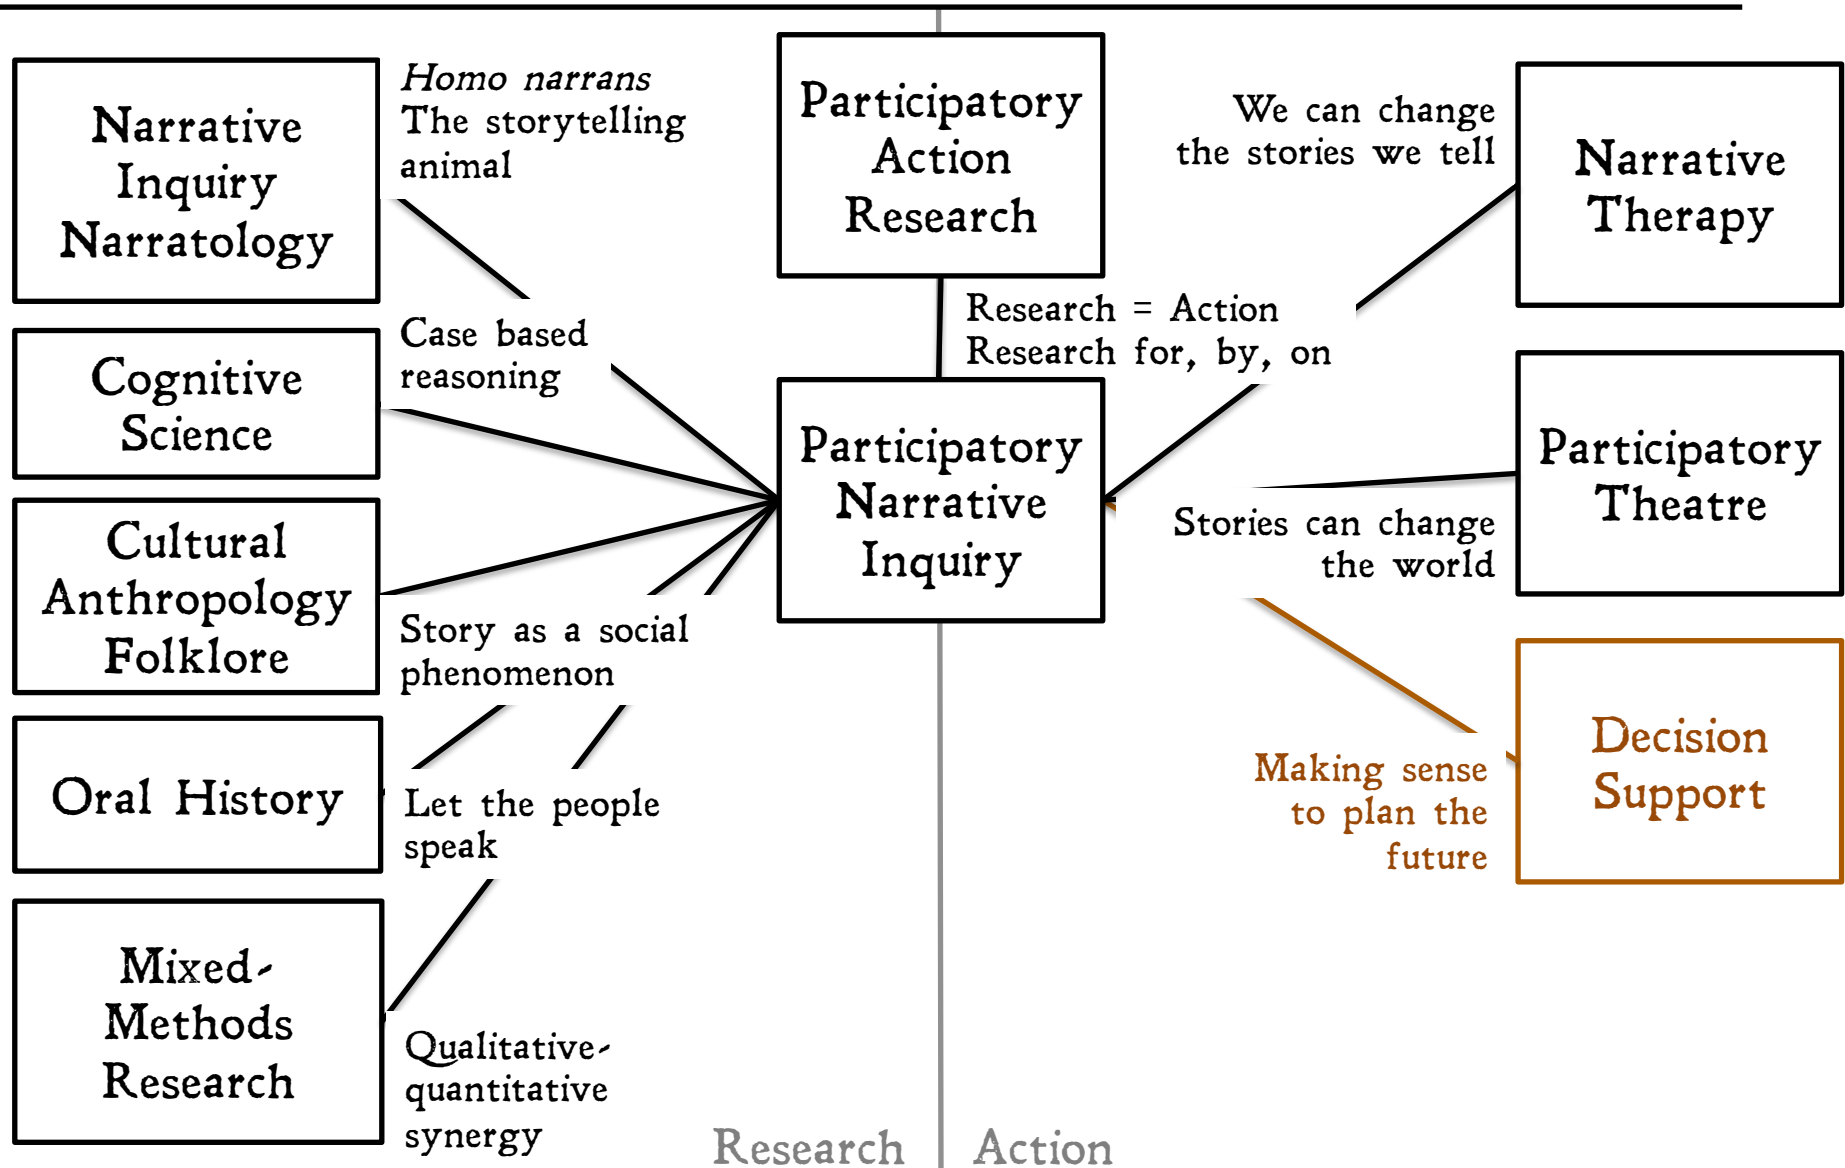 Narrative
Inquiry
Narratology
Homo narrans
The storytelling
animal
Cognitive
Science
Case based
reasoning
Cultural
Anthropology
Folklore
Story as a social
phenomenon
Oral History
Let the people
speak
Mixed-
Methods
Research
Qualitative-
quantitative
synergy
Participatory
Action
Research
Research = Action
Research for, by, on
Participatory
Narrative
Inquiry
We can change
the stories we tell
Narrative
Therapy
Stories can change
the world
Participatory
Theatre
Making sense
to plan the
future
Decision
Support
Research
Action